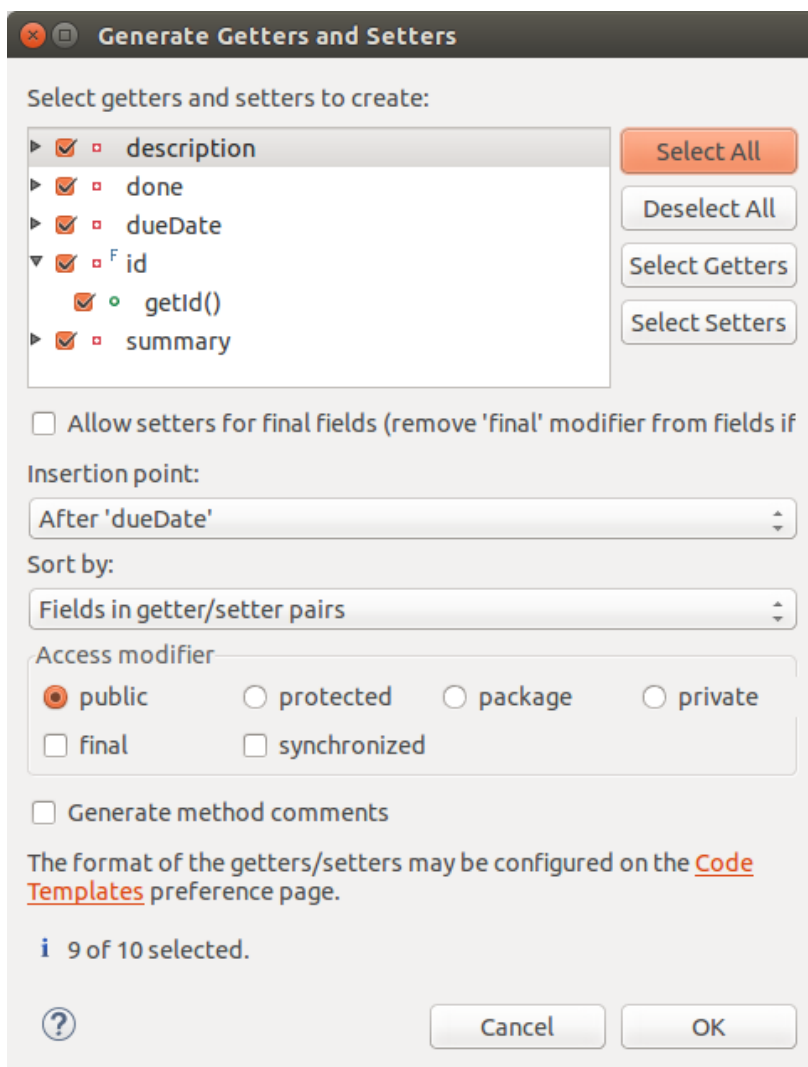 Generate Getters and Setters
Select getters and setters to create:
description
done
dueDate
F id
getId()
summary
Select All
Deselect All
Select Getters
Select Setters
Allow setters for final fields (remove 'final' modifier from fields if
Insertion point:
After 'dueDate'
Sort by:
Fields in getter/setter pairs
Access modifier
public protected package private
final synchronized
Generate method comments
The format of the getters/setters may be configured on the Code
Templates preference page.
i 9 of 10 selected.
? Cancel OK